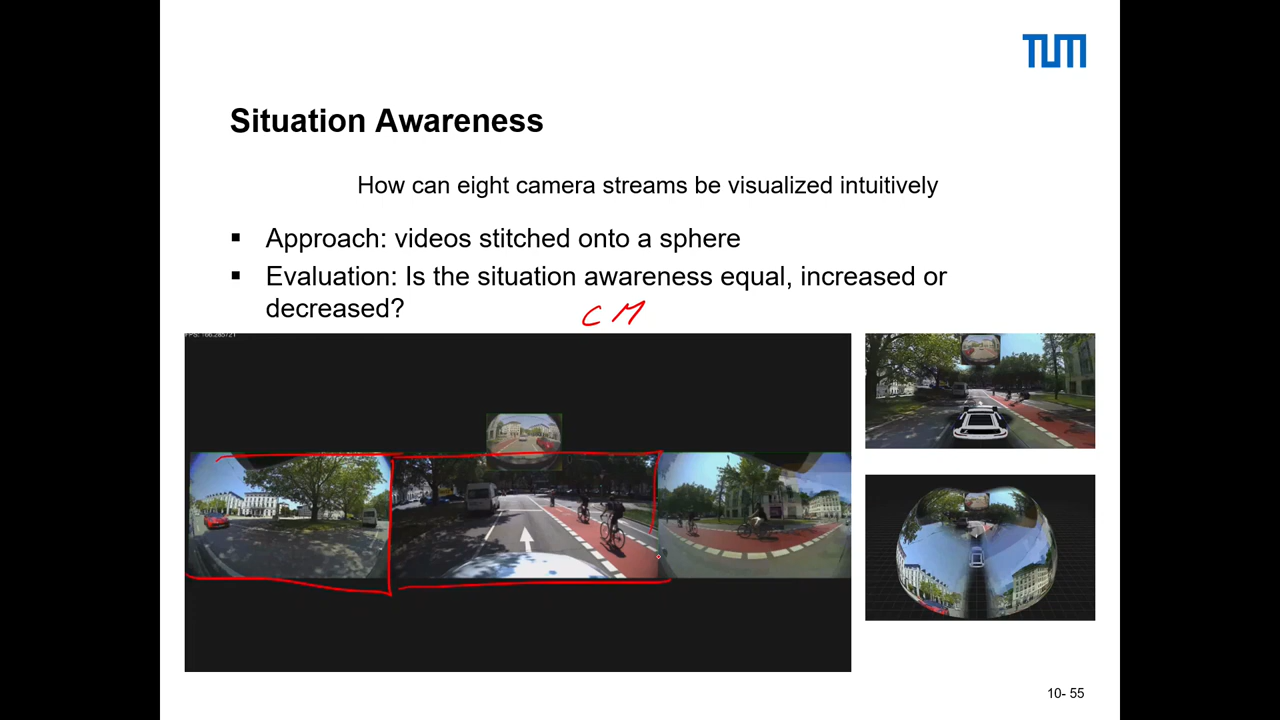 TUM
Situation Awareness
How can eight camera streams be visualized intuitively
▪ Approach: videos stitched onto a sphere
▪ Evaluation: Is the situation awareness equal, increased or
decreased?
CM
10- 55